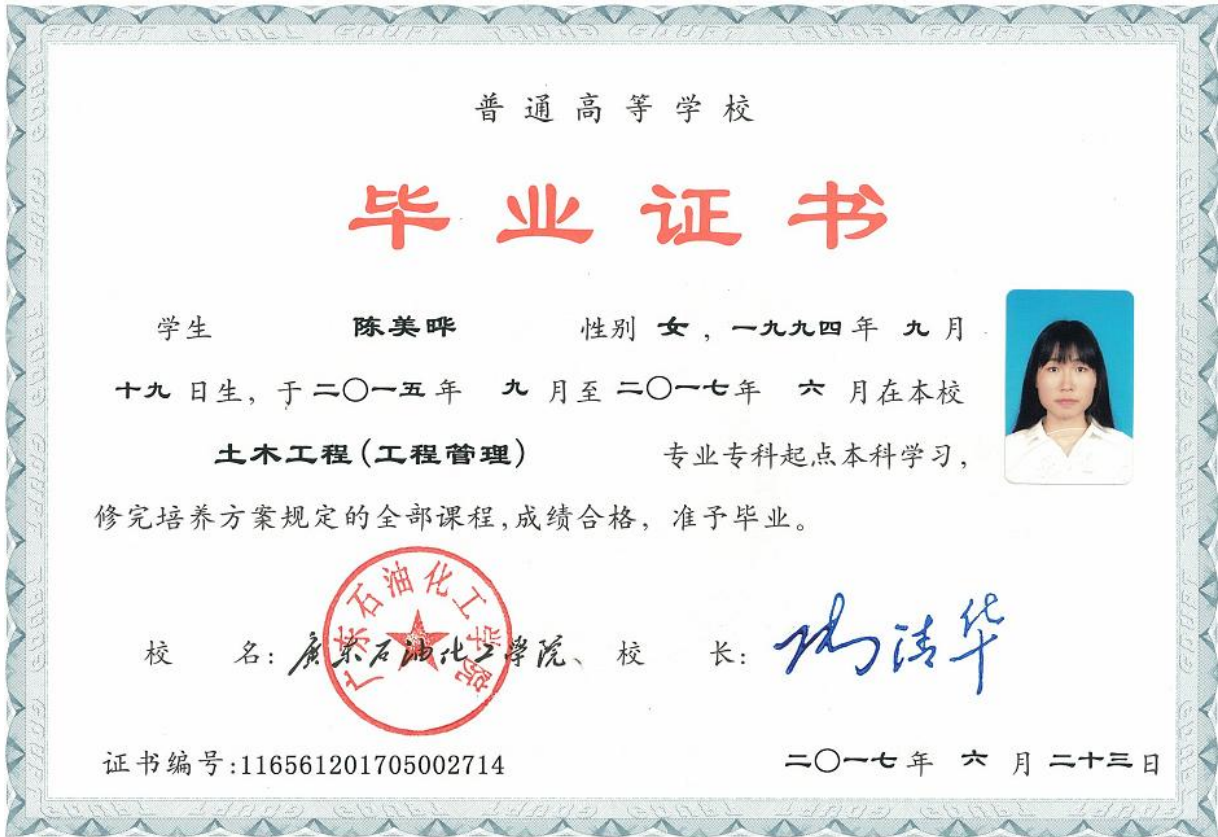 普通高等学校
毕业证书
学生 陈美晔 性别 女，一九九四年 九月
十九日生，于二〇一五年 九月至二〇一七年 六月在本校
土木工程(工程管理) 专业专科起点本科学习，
修完培养方案规定的全部课程,成绩合格，准予毕业。
广东石油化工学院
校 名：廣东石油化工学院、校 长：
清华
证书编号:116561201705002714 二〇一七年 六月二十三日